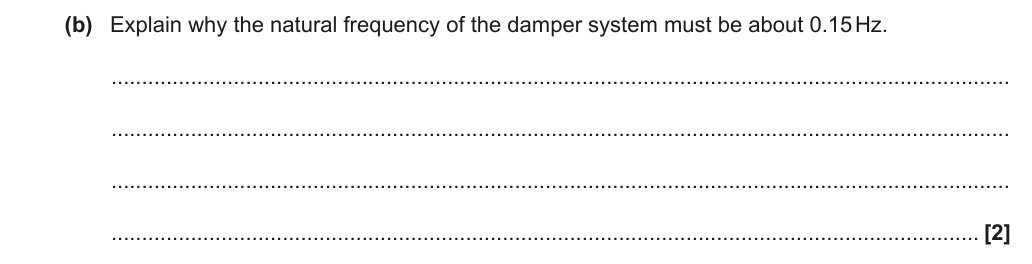 (b) Explain why the natural frequency of the damper system must be about 0.15 Hz.
[2]